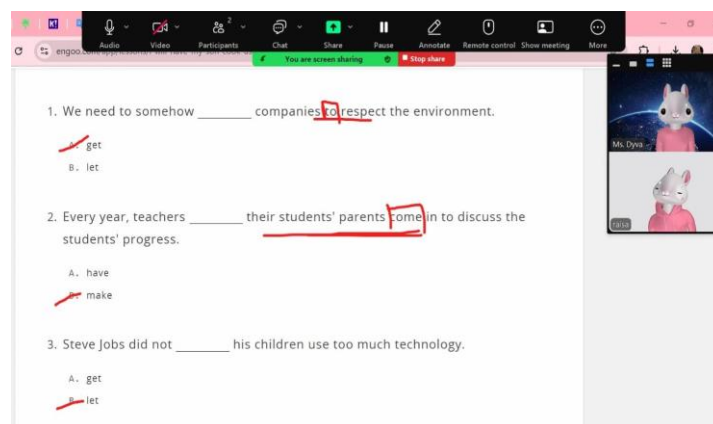 Audio Video Participants 2 Chat Share Pause Annotate Remote control Show meeting More
You are screen sharing Stop share
1. We need to somehow ________ companies to respect the environment.
A. get
B. let
2. Every year, teachers ________ their students' parents come in to discuss the
students' progress.
A. have
B. make
3. Steve Jobs did not ________ his children use too much technology.
A. get
B. let
Ms. Dyva
raisa